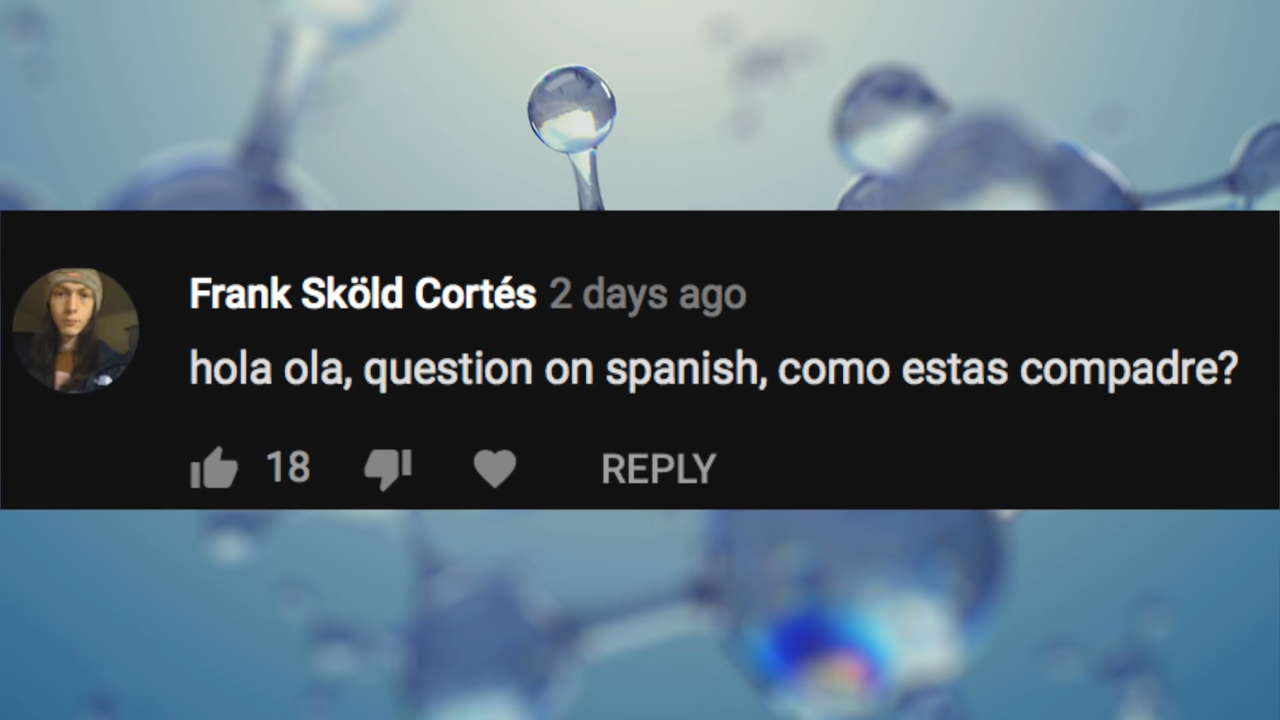 Frank Sköld Cortés 2 days ago
hola ola, question on spanish, como estas compadre?
18 REPLY